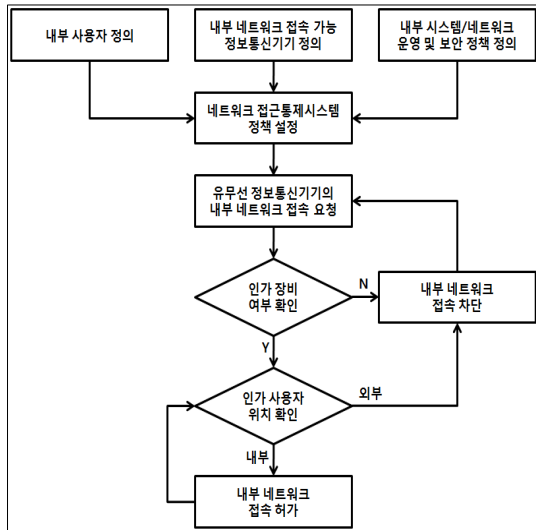 내부 사용자 정의
내부 네트워크 접속 가능
정보통신기기 정의
내부 시스템/네트워크
운영 및 보안 정책 정의
네트워크 접근통제시스템
정책 설정
유무선 정보통신기기의
내부 네트워크 접속 요청
인가 장비
여부 확인
N
내부 네트워크
접속 차단
Y
인가 사용자
위치 확인
외부
내부
내부 네트워크
접속 허가